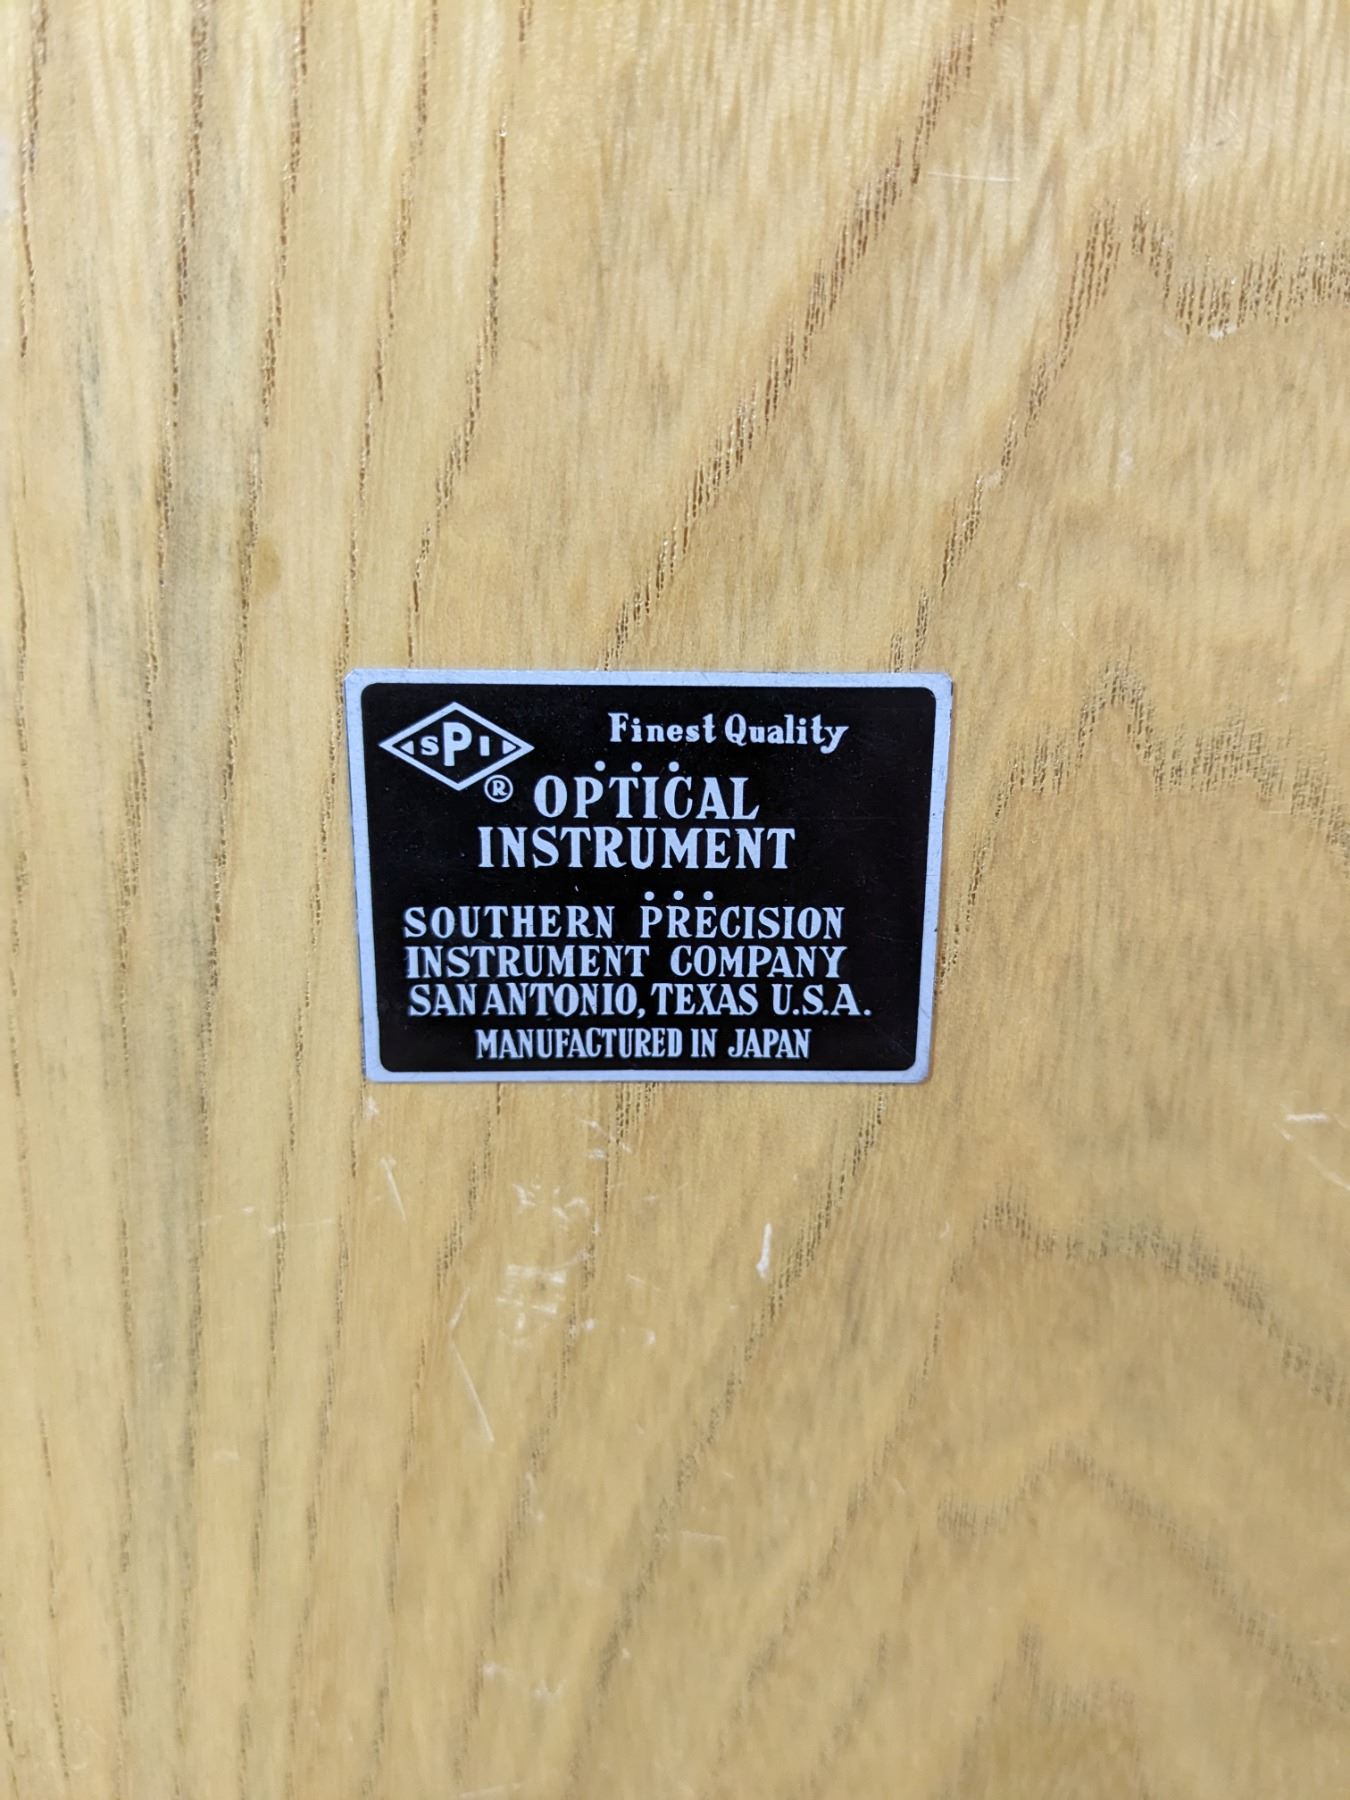 SPI
Finest Quality
®
OPTICAL
INSTRUMENT
SOUTHERN PRECISION
INSTRUMENT COMPANY
SAN ANTONIO, TEXAS U.S.A.
MANUFACTURED IN JAPAN